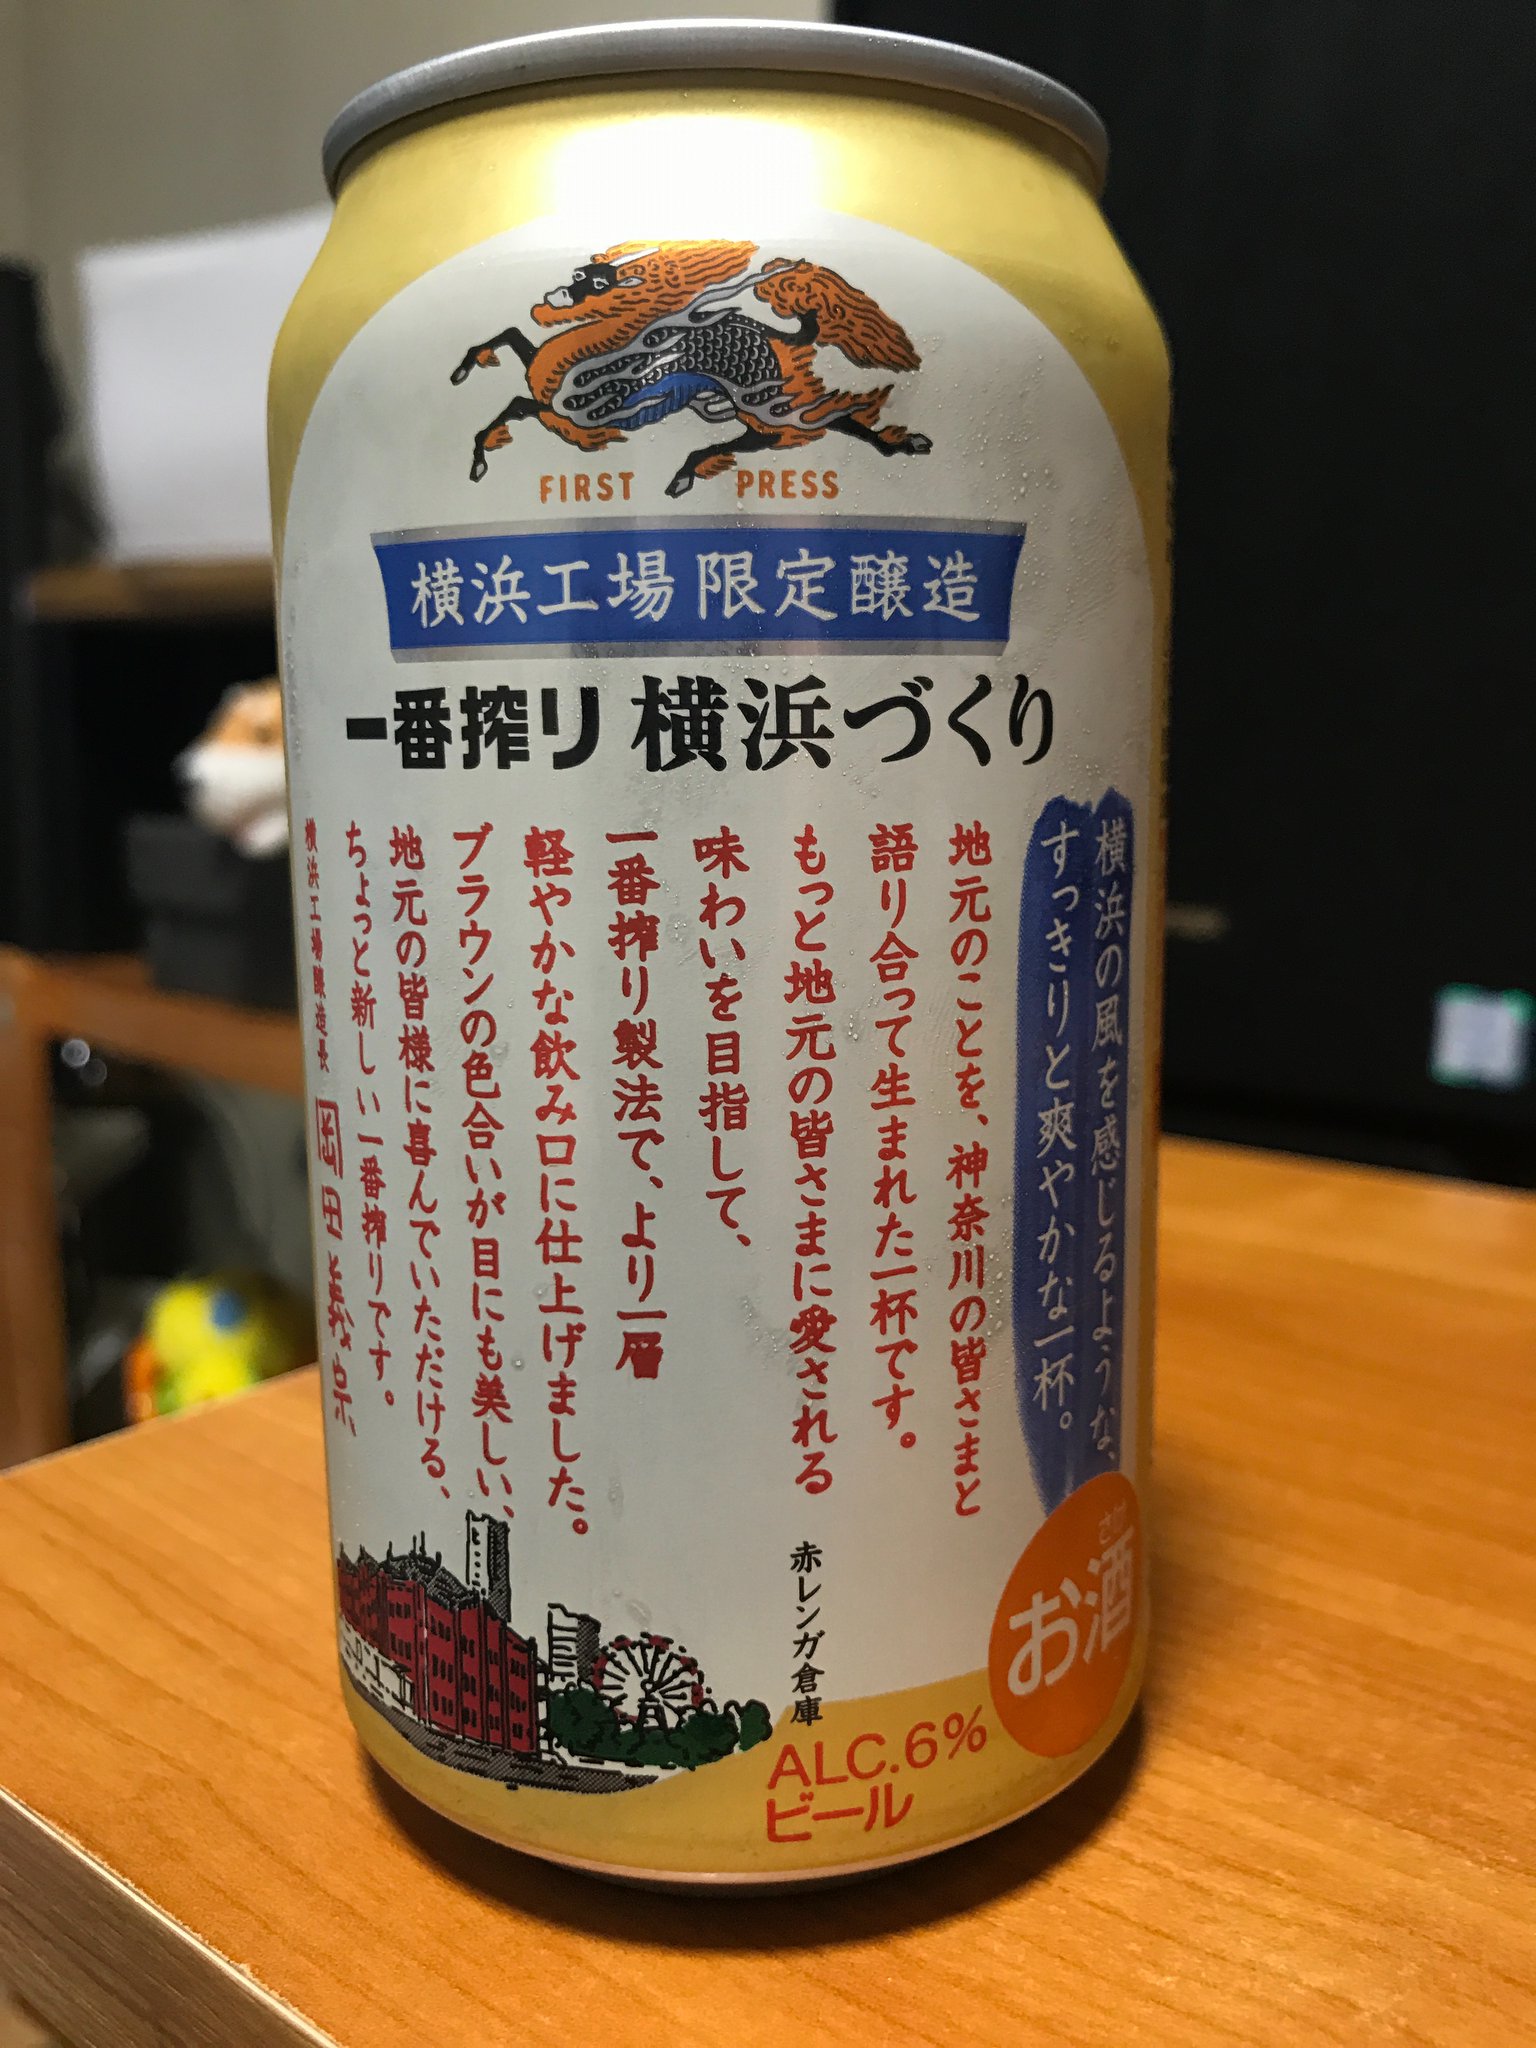 FIRST PRESS
横浜工場 限定醸造
一番搾り 横浜づくり
横浜の風を感じるような、
すっきりと爽やかな一杯。
地元のことを、神奈川の皆さまと
語り合って生まれた一杯です。
もっと地元の皆さまに愛される
味わいを目指して、
一番搾り製法で、より一層
軽やかな飲み口に仕上げました。
ブラウンの色合いが目にも美しい、
地元の皆様に喜んでいただける、
ちょっと新しい一番搾りです。
横浜工場醸造長 岡田義宗
赤レンガ倉庫
さけ
お酒
ALC.6%
ビール